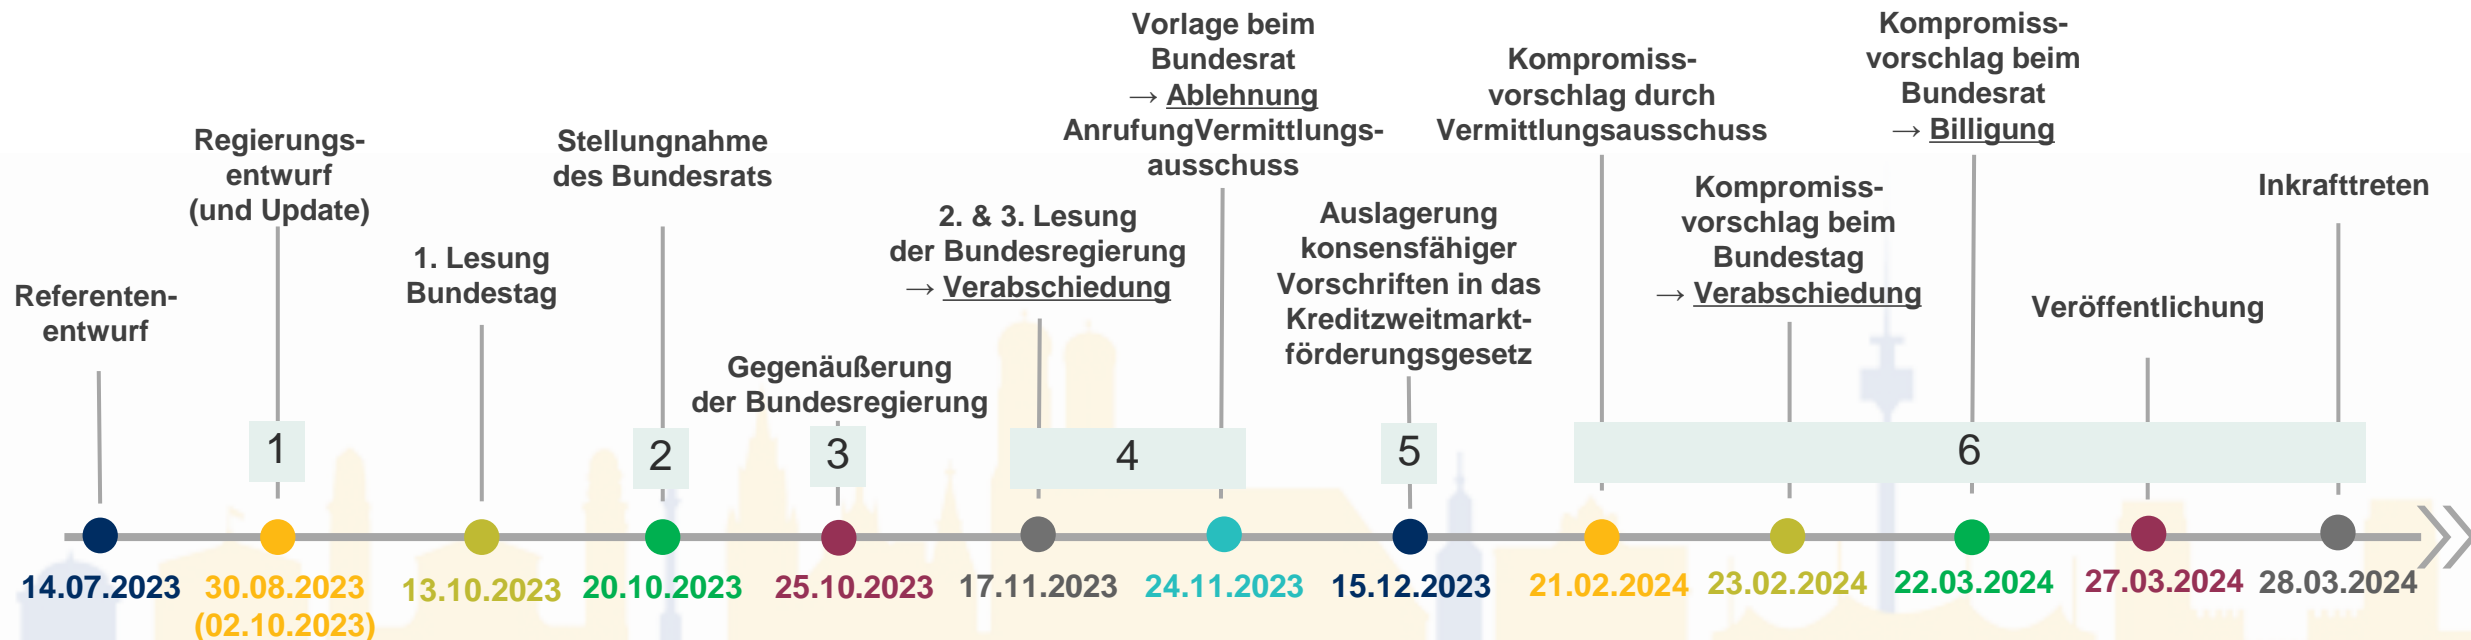 Referenten-
entwurf
Regierungs-
entwurf
(und Update)
1. Lesung
Bundestag
Stellungnahme
des Bundesrats
Gegenäußerung
der Bundesregierung
2. & 3. Lesung
der Bundesregierung
→ Verabschiedung
Vorlage beim
Bundesrat
→ Ablehnung
AnrufungVermittlungs-
ausschuss
Auslagerung
konsensfähiger
Vorschriften in das
Kreditzweitmarkt-
förderungsgesetz
Kompromiss-
vorschlag durch
Vermittlungsausschuss
Kompromiss-
vorschlag beim
Bundestag
→ Verabschiedung
Kompromiss-
vorschlag beim
Bundesrat
→ Billigung
Veröffentlichung
Inkrafttreten
1
2
3
4
5
6
14.07.2023
30.08.2023
(02.10.2023)
13.10.2023
20.10.2023
25.10.2023
17.11.2023
24.11.2023
15.12.2023
21.02.2024
23.02.2024
22.03.2024
27.03.2024
28.03.2024